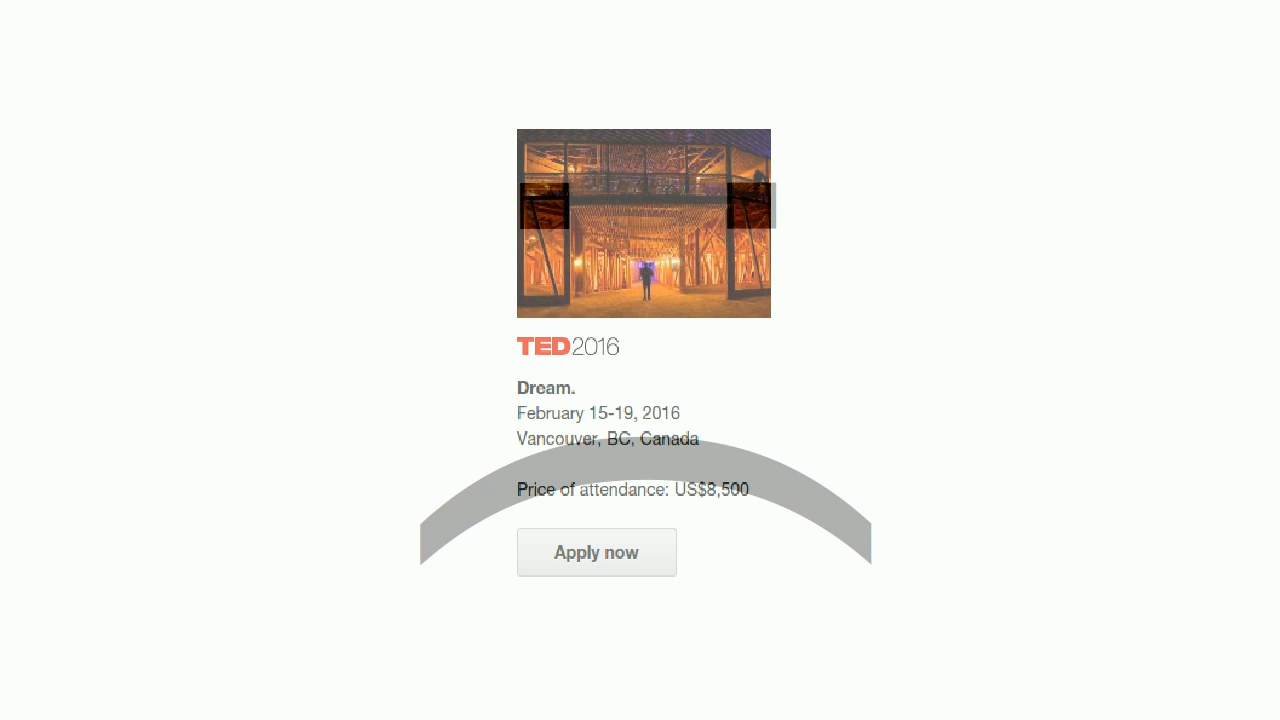 TED2016
Dream.
February 15-19, 2016
Vancouver, BC, Canada
Price of attendance: US$8,500
Apply now